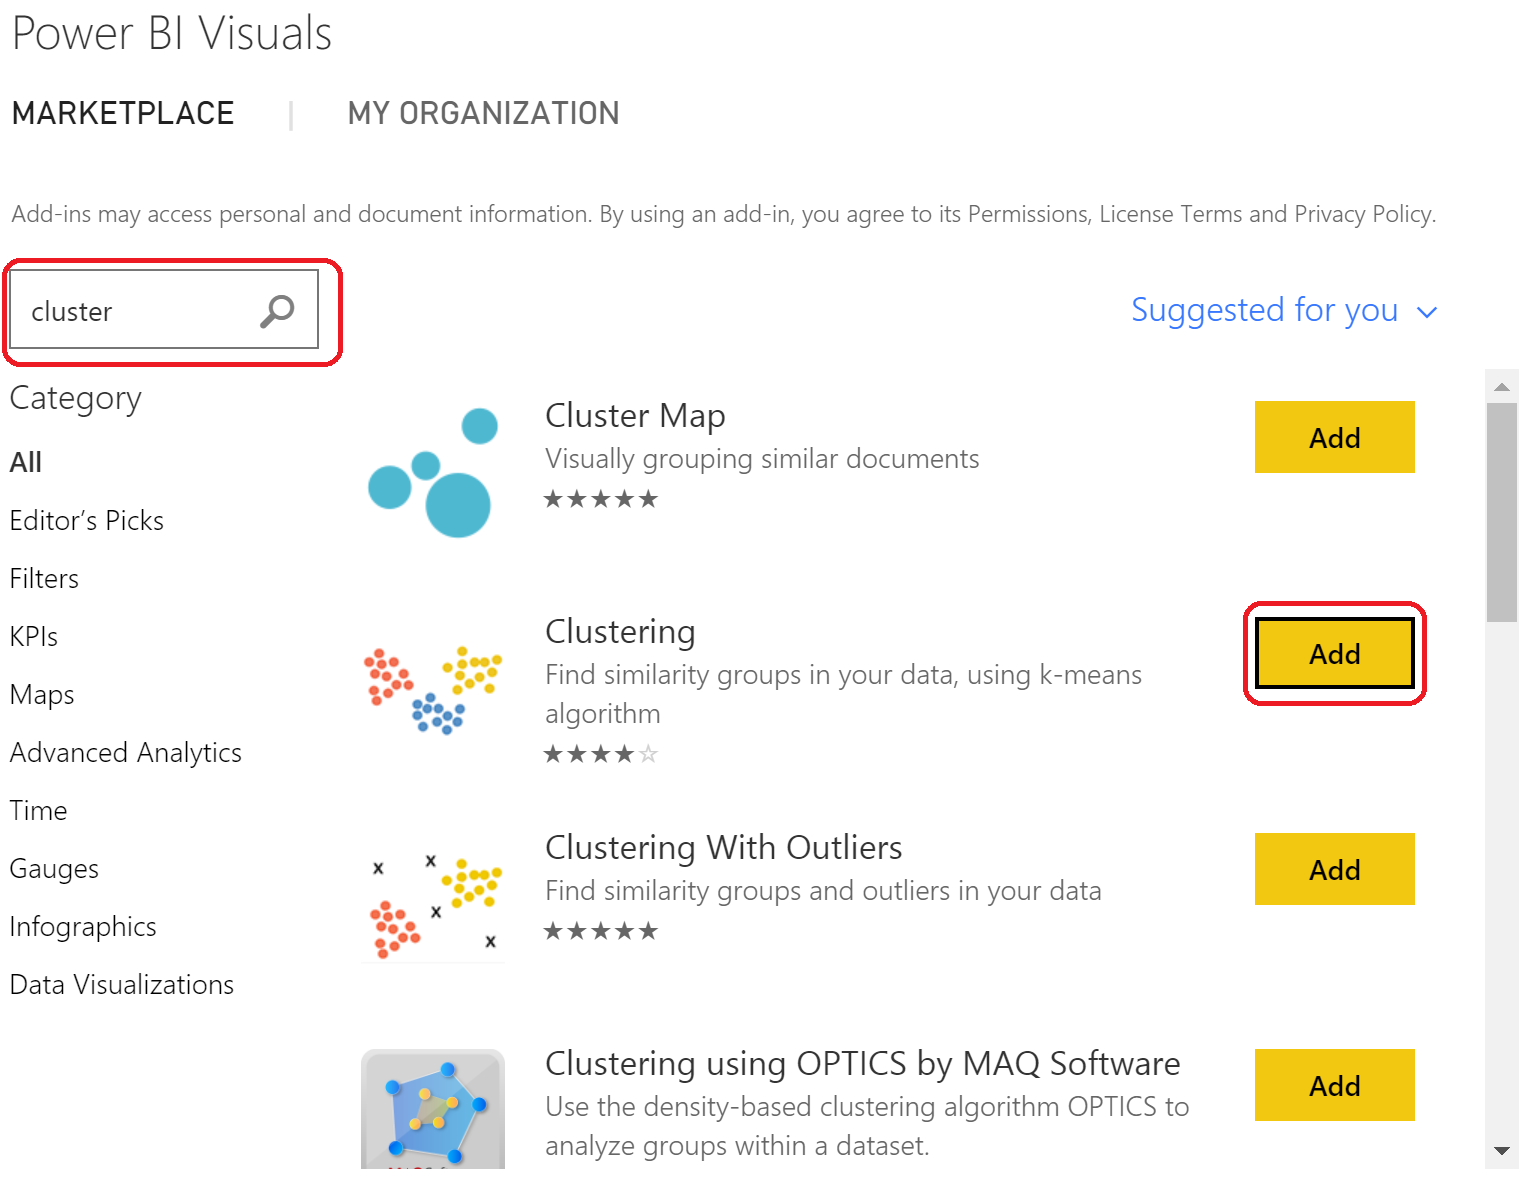 Power BI Visuals
MARKETPLACE | MY ORGANIZATION
Add-ins may access personal and document information. By using an add-in, you agree to its Permissions, License Terms and Privacy Policy.
cluster
Suggested for you
Category
All
Editor's Picks
Filters
KPIs
Maps
Advanced Analytics
Time
Gauges
Infographics
Data Visualizations
Cluster Map
Visually grouping similar documents
Add
Clustering
Find similarity groups in your data, using k-means
algorithm
Add
Clustering With Outliers
Find similarity groups and outliers in your data
Add
x x
x
x
Clustering using OPTICS by MAQ Software
Use the density-based clustering algorithm OPTICS to
analyze groups within a dataset.
Add